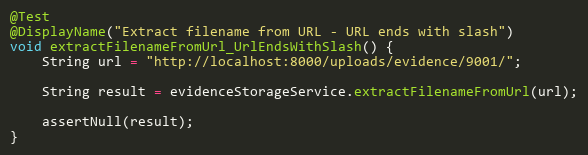 @Test
@DisplayName("Extract filename from URL - URL ends with slash")
void extractFilenameFromUrl_UrlEndsWithSlash() {
    String url = "http://localhost:8000/uploads/evidence/9001/";

    String result = evidenceStorageService.extractFilenameFromUrl(url);

    assertNull(result);
}